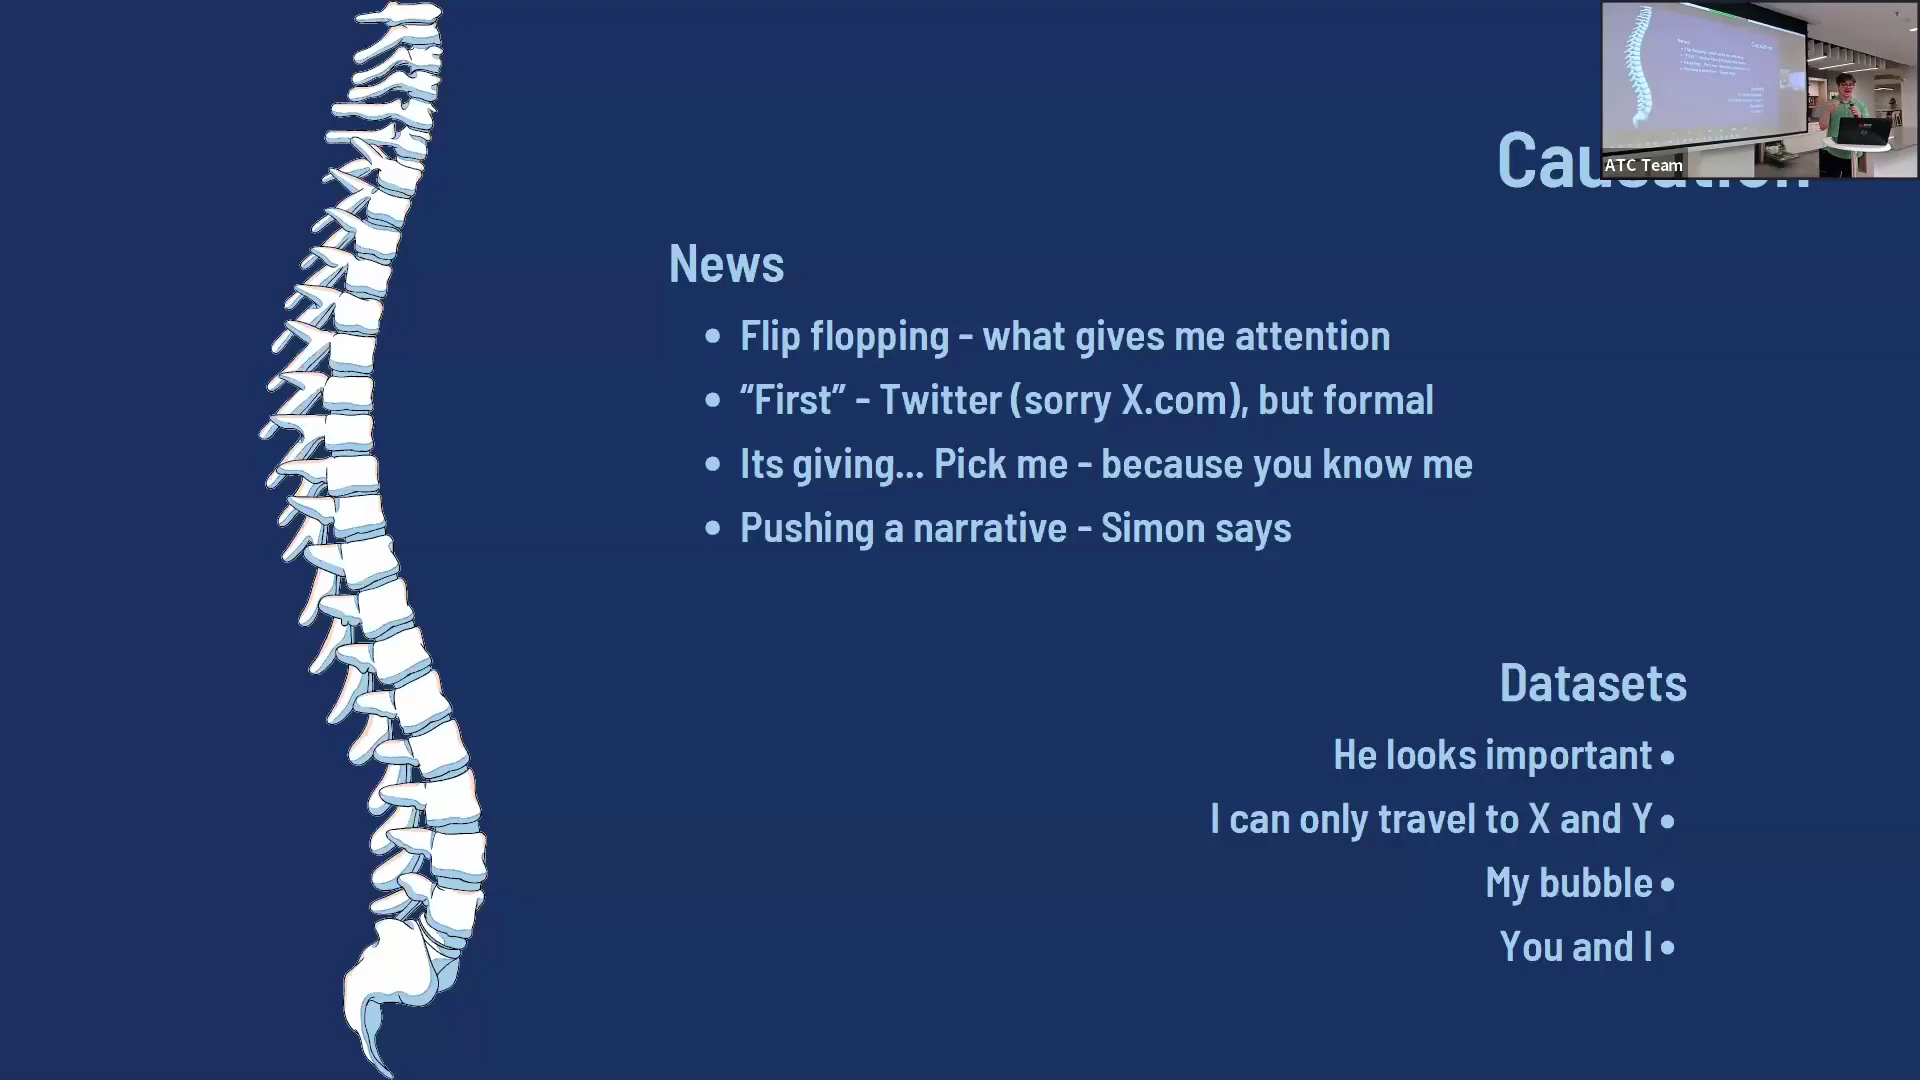 Causation
ATC Team
News
• Flip flopping - what gives me attention
• “First” - Twitter (sorry X.com), but formal
• Its giving... Pick me - because you know me
• Pushing a narrative - Simon says
Datasets
He looks important •
I can only travel to X and Y •
My bubble •
You and I •